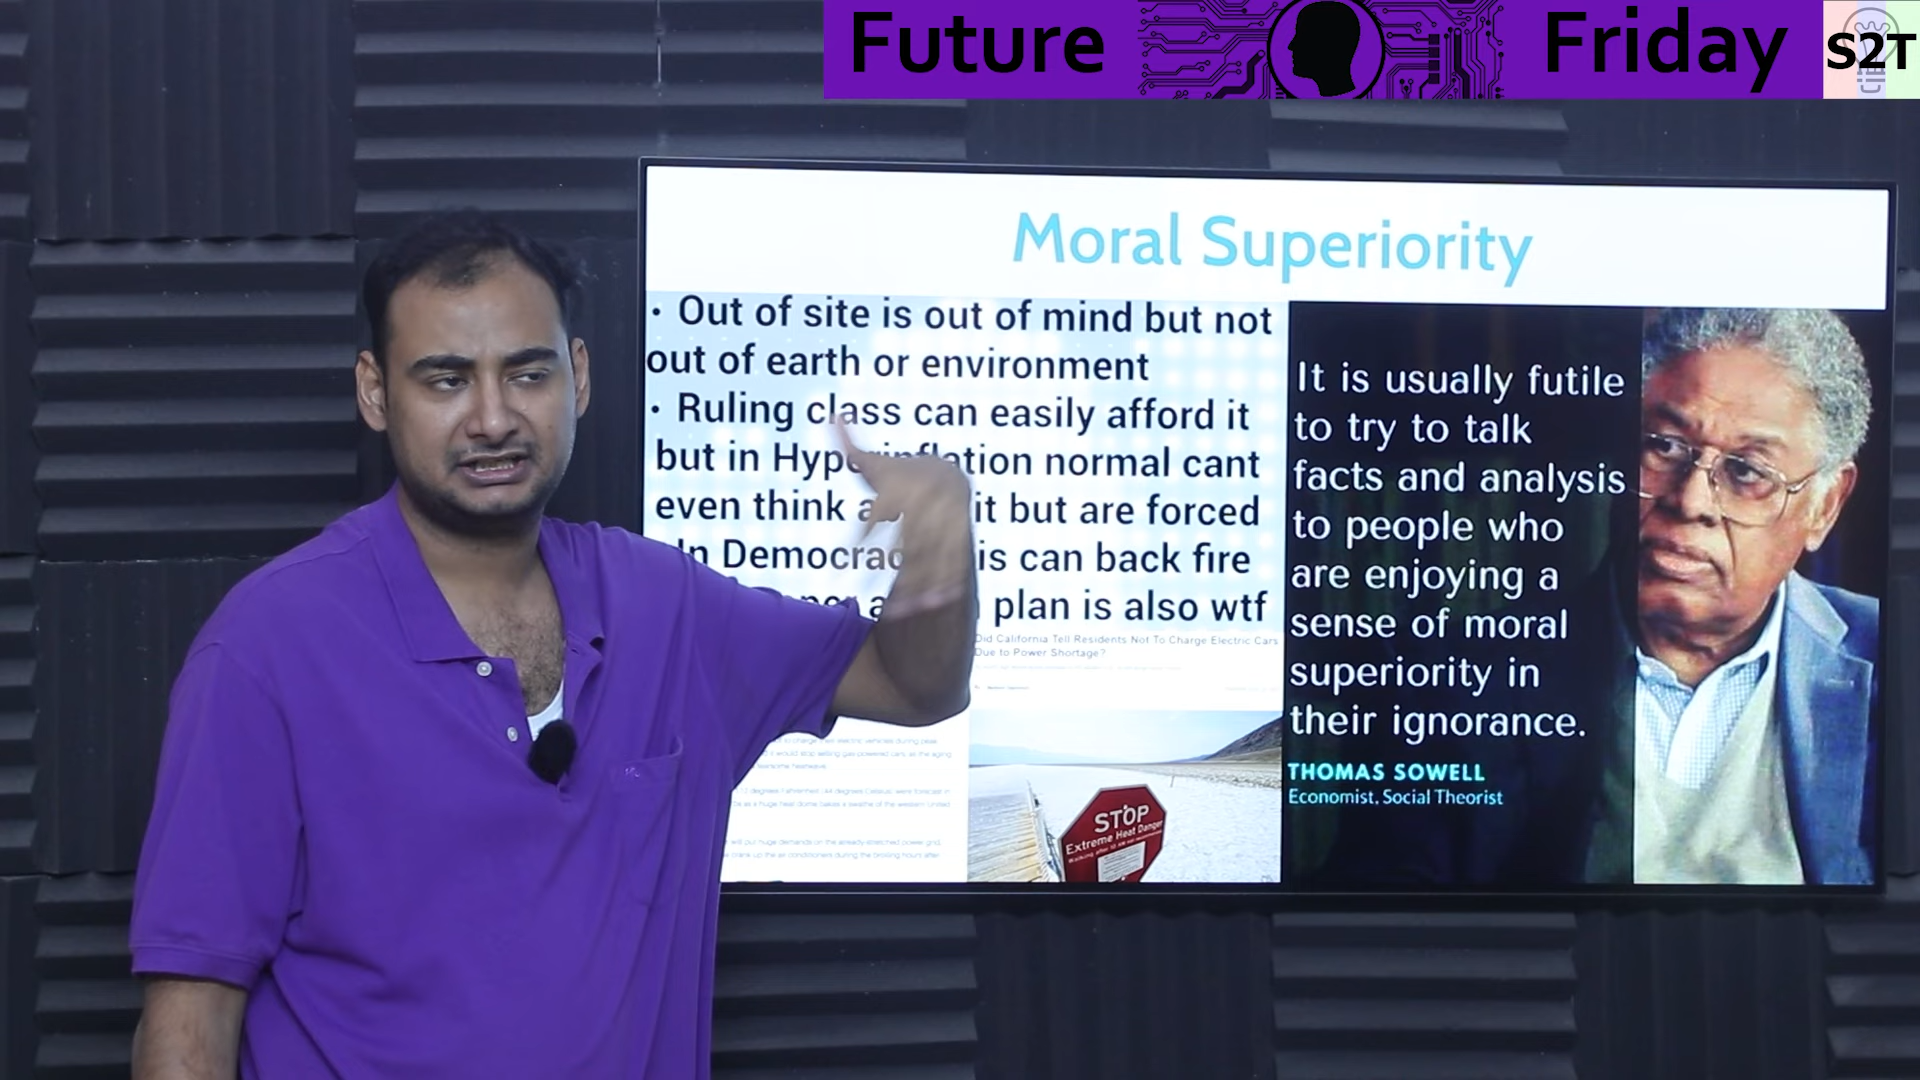 Future Friday S2T
Moral Superiority
• Out of site is out of mind but not
out of earth or environment
• Ruling class can easily afford it
but in Hyperinflation normal cant
even think it but are forced
In is can back fire
plan is also wtf
Did California Tell Residents Not To Charge Electric Cars
Due to Power Shortage?
STOP
Extreme Heat Danger
It is usually futile
to try to talk
facts and analysis
to people who
are enjoying a
sense of moral
superiority in
their ignorance.
THOMAS SOWELL
Economist, Social Theorist